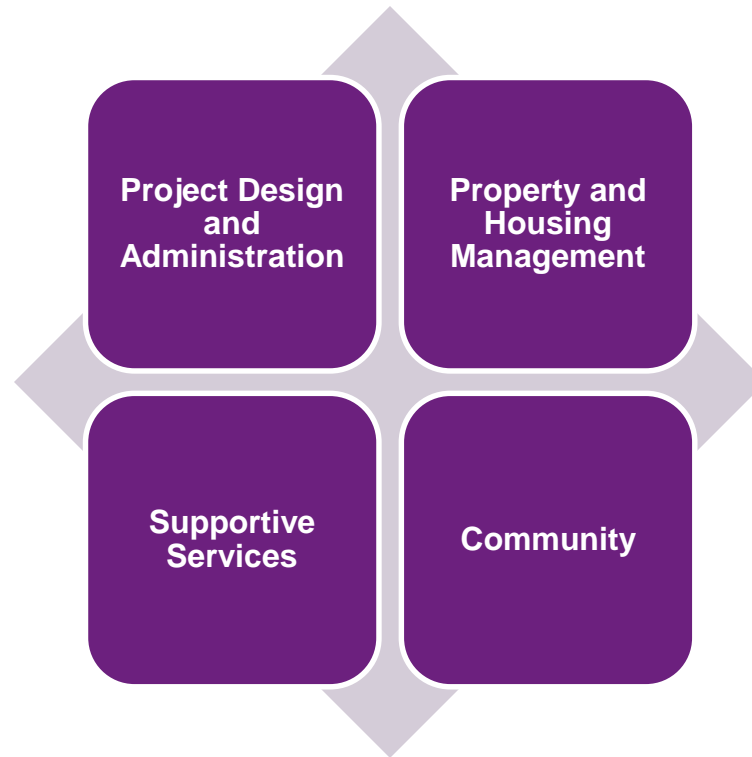 Project Design
and
Administration
Property and
Housing
Management
Supportive
Services
Community